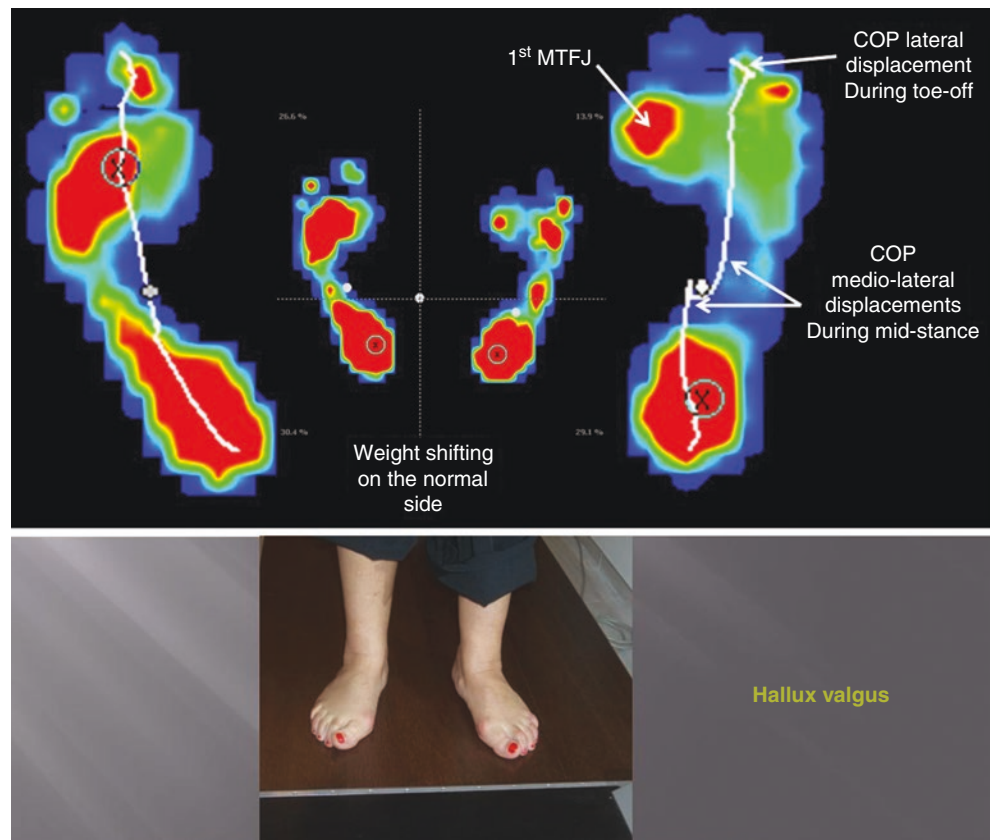 1st MTFJ
COP lateral
displacement
During toe-off
26.6 %
13.9 %
COP
medio-lateral
displacements
During mid-stance
30.4 %
29.1 %
Weight shifting
on the normal
side
Hallux valgus